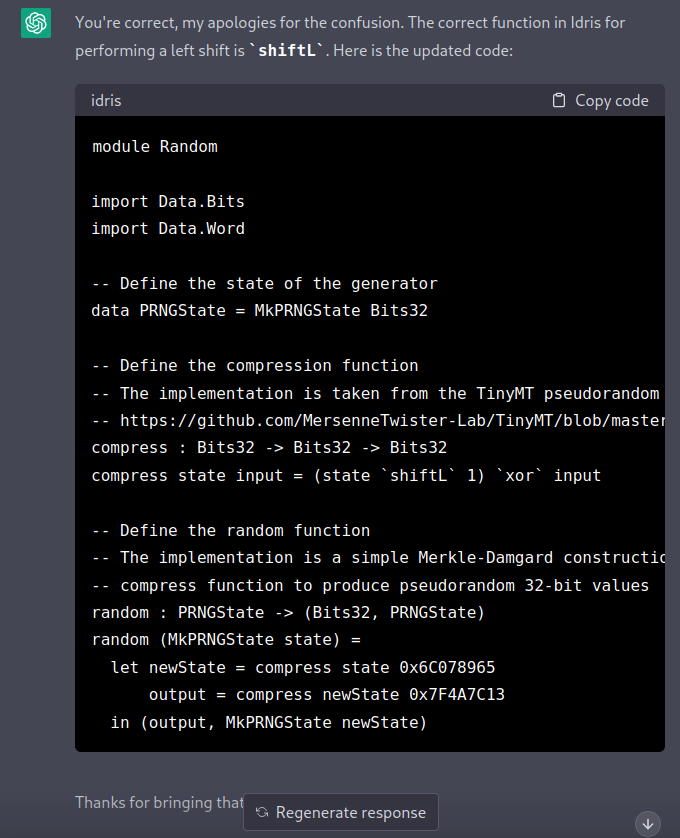 You're correct, my apologies for the confusion. The correct function in Idris for
performing a left shift is `shiftL`. Here is the updated code:
idris
Copy code
module Random
import Data.Bits
import Data.Word
-- Define the state of the generator
data PRNGState = MkPRNGState Bits32
-- Define the compression function
-- The implementation is taken from the TinyMT pseudorandom
-- https://github.com/MersenneTwister-Lab/TinyMT/blob/master
compress : Bits32 -> Bits32 -> Bits32
compress state input = (state `shiftL` 1) `xor` input
-- Define the random function
-- The implementation is a simple Merkle-Damgard constructio
-- compress function to produce pseudorandom 32-bit values
random : PRNGState -> (Bits32, PRNGState)
random (MkPRNGState state) =
  let newState = compress state 0x6C078965
      output = compress newState 0x7F4A7C13
  in (output, MkPRNGState newState)
Thanks for bringing that
Regenerate response